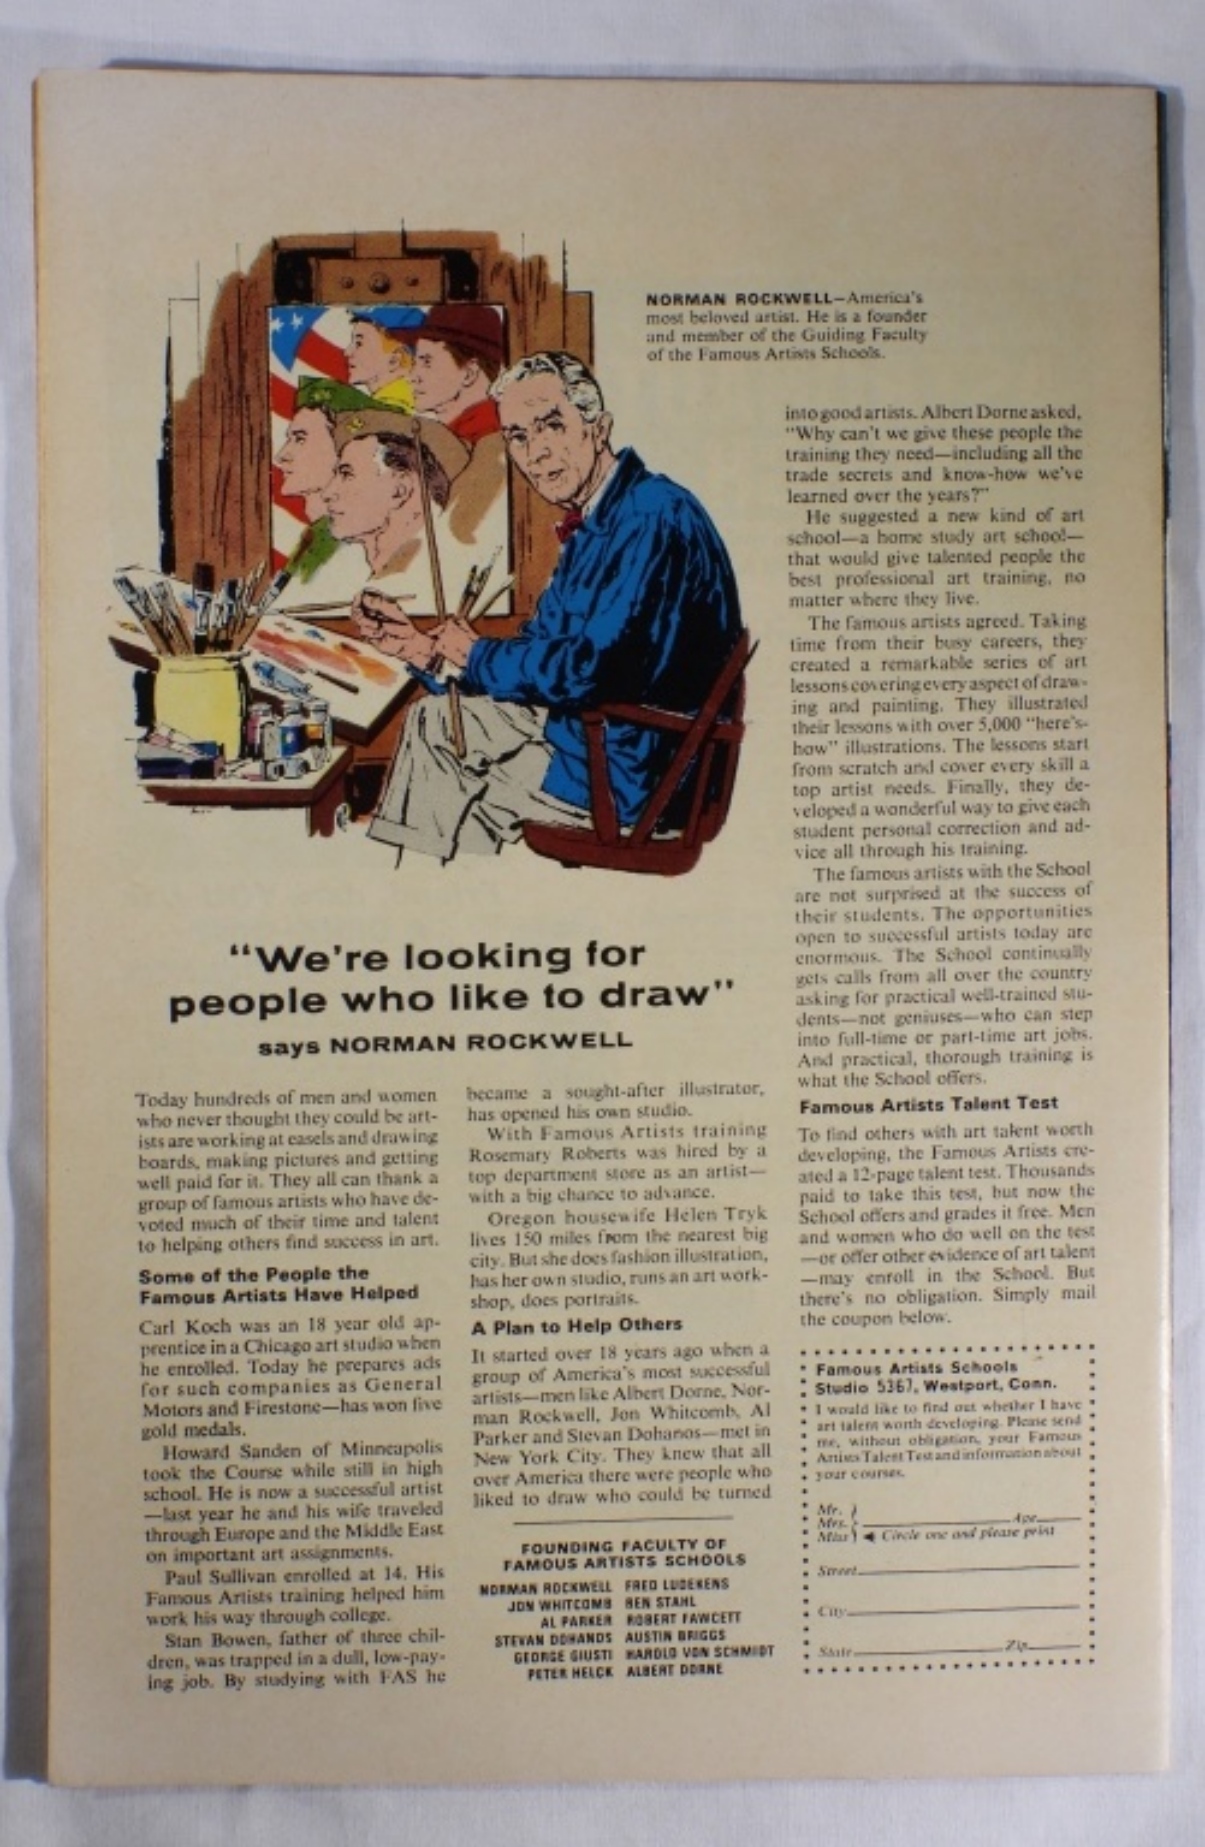 NORMAN ROCKWELL—America's
most beloved artist. He is a founder
and member of the Guiding Faculty
of the Famous Artists Schools.
"We're looking for
people who like to draw"
says NORMAN ROCKWELL
Today hundreds of men and women
who never thought they could be art-
ists are working at easels and drawing
boards, making pictures and getting
well paid for it. They all can thank a
group of famous artists who have de-
voted much of their time and talent
to helping others find success in art.
Some of the People the
Famous Artists Have Helped
Carl Koch was an 18 year old ap-
prentice in a Chicago art studio when
he enrolled. Today he prepares ads
for such companies as General
Motors and Firestone—has won five
gold medals.
Howard Sanden of Minneapolis
took the Course while still in high
school. He is now a successful artist
—last year he and his wife traveled
through Europe and the Middle East
on important art assignments.
Paul Sullivan enrolled at 14. His
Famous Artists training helped him
work his way through college.
Stan Bowen, father of three chil-
dren, was trapped in a dull, low-pay-
ing job. By studying with FAS he
became a sought-after illustrator,
has opened his own studio.
With Famous Artists training
Rosemary Roberts was hired by a
top department store as an artist—
with a big chance to advance.
Oregon housewife Helen Tryk
lives 150 miles from the nearest big
city. But she does fashion illustration,
has her own studio, runs an art work-
shop, does portraits.
A Plan to Help Others
It started over 18 years ago when a
group of America's most successful
artists—men like Albert Dorne, Nor-
man Rockwell, Jon Whitcomb, Al
Parker and Stevan Dohanos—met in
New York City. They knew that all
over America there were people who
liked to draw who could be turned
FOUNDING FACULTY OF
FAMOUS ARTISTS SCHOOLS
NORMAN ROCKWELL FRED LUDEKENS
JON WHITCOMB BEN STAHL
AL PARKER ROBERT FAWCETT
STEVAN DOHANOS AUSTIN BRIGGS
GEORGE GIUSTI HAROLD VON SCHMIDT
PETER HELCK ALBERT DORNE
into good artists. Albert Dorne asked,
"Why can't we give these people the
training they need—including all the
trade secrets and know-how we've
learned over the years?"
He suggested a new kind of art
school—a home study art school—
that would give talented people the
best professional art training, no
matter where they live.
The famous artists agreed. Taking
time from their busy careers, they
created a remarkable series of art
lessons covering every aspect of draw-
ing and painting. They illustrated
their lessons with over 5,000 "here's-
how" illustrations. The lessons start
from scratch and cover every skill a
top artist needs. Finally, they de-
veloped a wonderful way to give each
student personal correction and ad-
vice all through his training.
The famous artists with the School
are not surprised at the success of
their students. The opportunities
open to successful artists today are
enormous. The School continually
gets calls from all over the country
asking for practical well-trained stu-
dents—not geniuses—who can step
into full-time or part-time art jobs.
And practical, thorough training is
what the School offers.
Famous Artists Talent Test
To find others with art talent worth
developing, the Famous Artists cre-
ated a 12-page talent test. Thousands
paid to take this test, but now the
School offers and grades it free. Men
and women who do well on the test
—or offer other evidence of art talent
—may enroll in the School. But
there's no obligation. Simply mail
the coupon below.
Famous Artists Schools
Studio 5367, Westport, Conn.
I would like to find out whether I have
art talent worth developing. Please send
me, without obligation, your Famous
Artists Talent Test and information about
your courses.
Mr.
Mrs. Age
Miss Circle one and please print
Street
City
State Zip